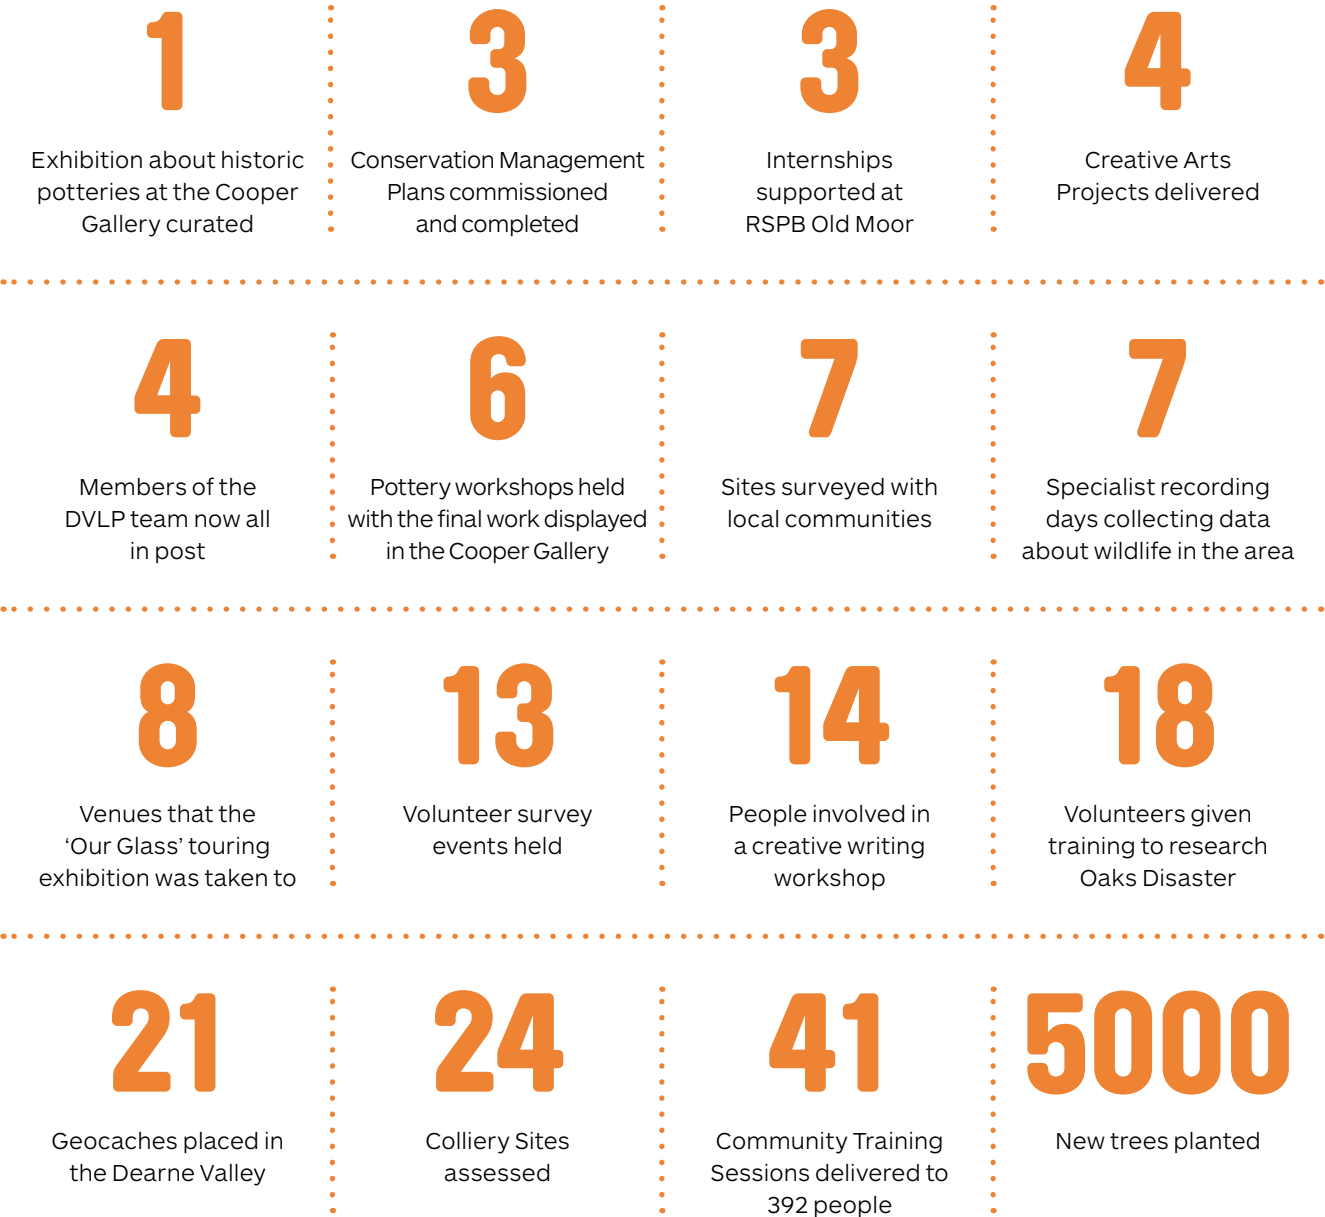 1
Exhibition about historic
potteries at the Cooper
Gallery curated
3
Conservation Management
Plans commissioned
and completed
3
Internships
supported at
RSPB Old Moor
4
Creative Arts
Projects delivered
4
Members of the
DVLP team now all
in post
6
Pottery workshops held
with the final work displayed
in the Cooper Gallery
7
Sites surveyed with
local communities
7
Specialist recording
days collecting data
about wildlife in the area
8
Venues that the
‘Our Glass’ touring
exhibition was taken to
13
Volunteer survey
events held
14
People involved in
a creative writing
workshop
18
Volunteers given
training to research
Oaks Disaster
21
Geocaches placed in
the Dearne Valley
24
Colliery Sites
assessed
41
Community Training
Sessions delivered to
392 people
5000
New trees planted